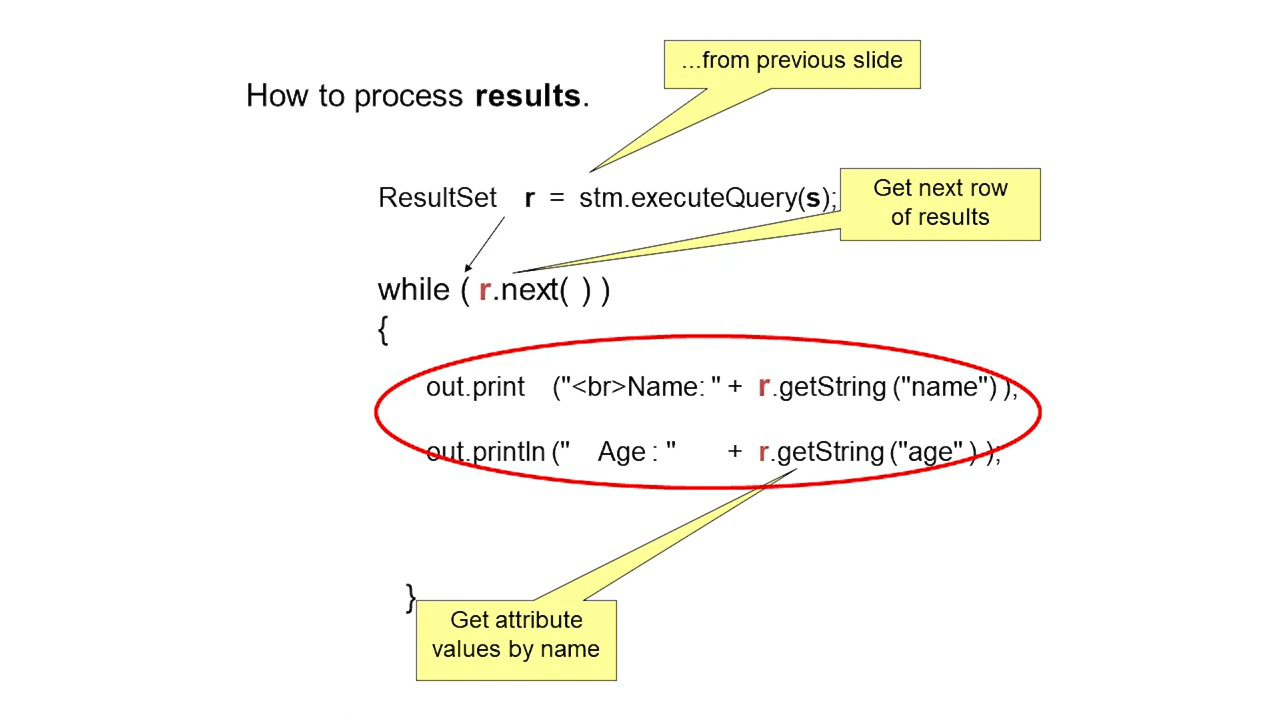 ...from previous slide
How to process results.
ResultSet r = stm.executeQuery(s);
Get next row
of results
while ( r.next( ) )
{
out.print ("<br>Name: " + r.getString ("name") );
out.println (" Age : " + r.getString ("age" ) );
}
Get attribute
values by name